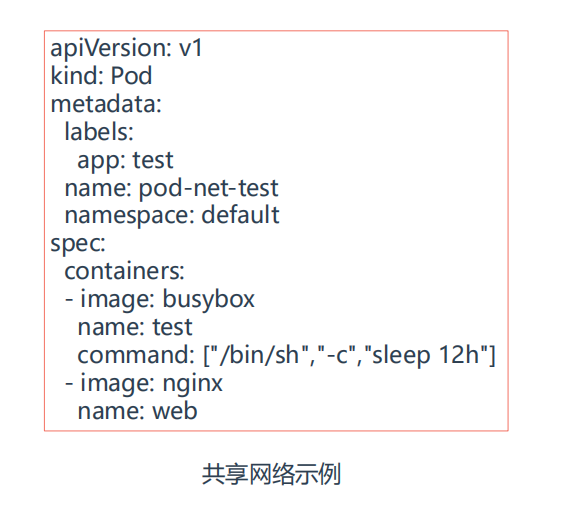 apiVersion: v1
kind: Pod
metadata:
  labels:
    app: test
  name: pod-net-test
  namespace: default
spec:
  containers:
  - image: busybox
    name: test
    command: ["/bin/sh","-c","sleep 12h"]
  - image: nginx
    name: web
共享网络示例